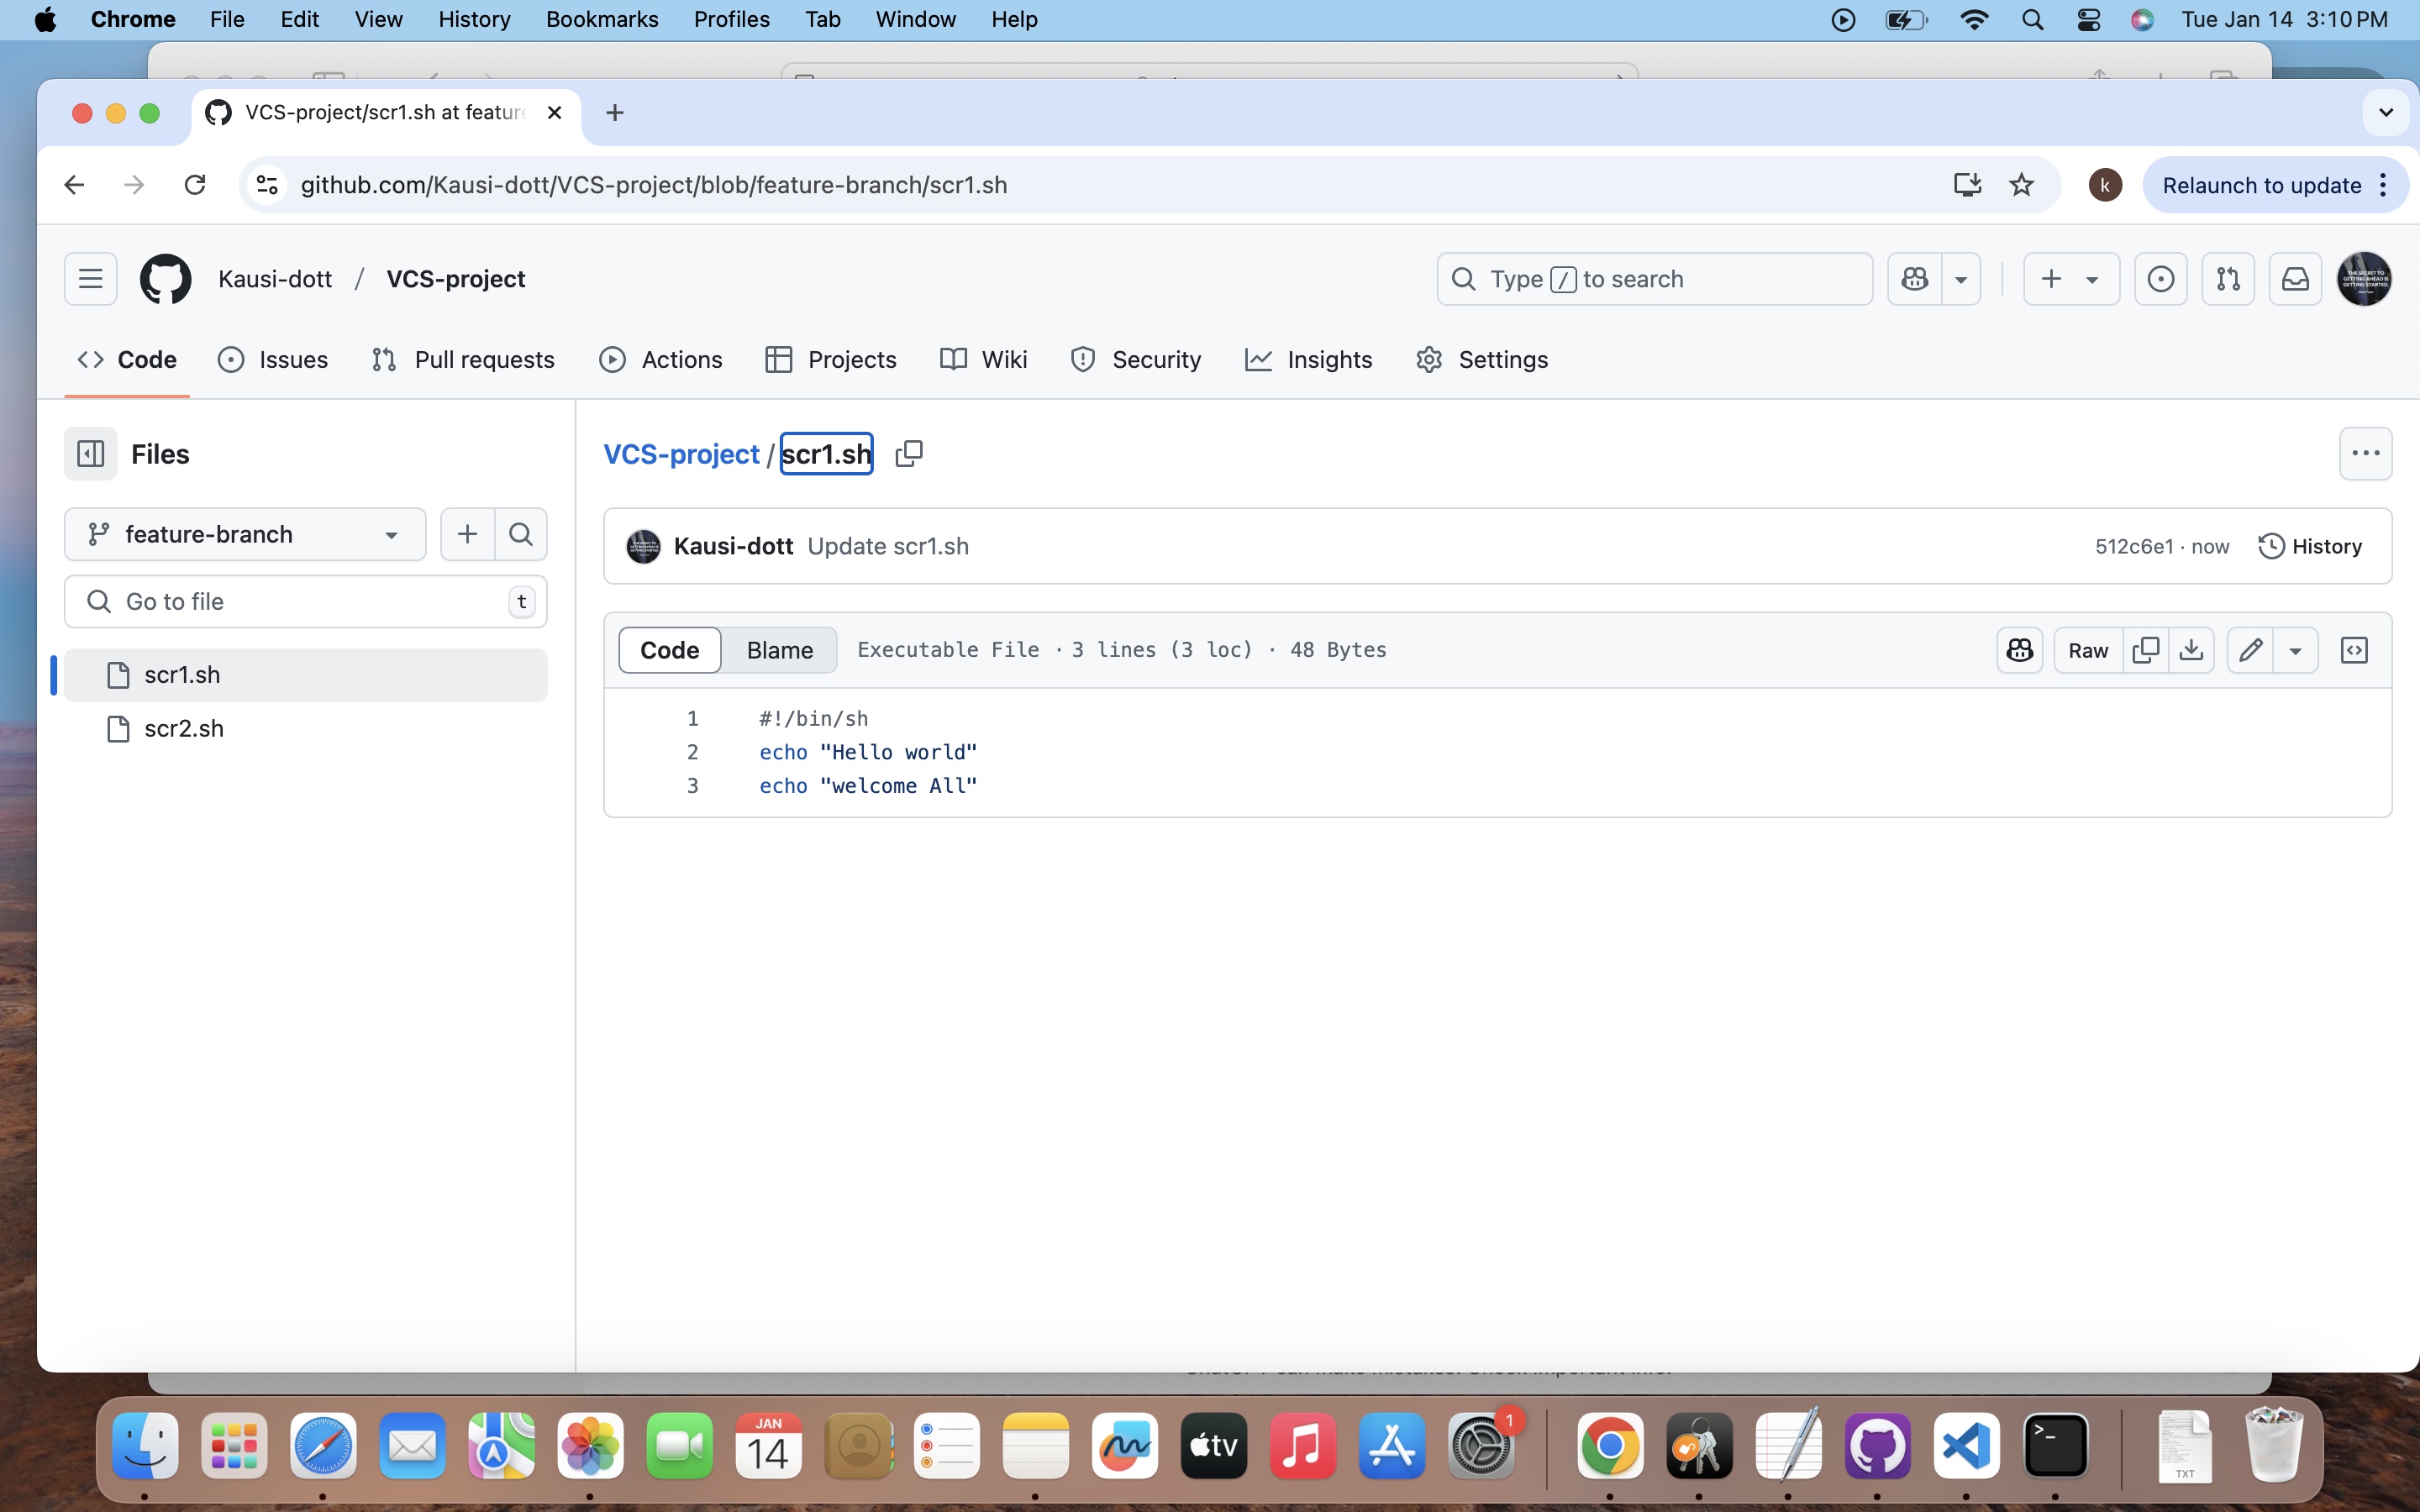 Chrome File Edit View History Bookmarks Profiles Tab Window Help Tue Jan 14 3:10 PM
VCS-project/scr1.sh at feature
github.com/Kausi-dott/VCS-project/blob/feature-branch/scr1.sh k Relaunch to update
Kausi-dott / VCS-project Type / to search
Code Issues Pull requests Actions Projects Wiki Security Insights Settings
Files
VCS-project / scr1.sh
feature-branch
Kausi-dott Update scr1.sh 512c6e1 · now History
Go to file t
Code Blame Executable File · 3 lines (3 loc) · 48 Bytes Raw
scr1.sh
scr2.sh
1 #!/bin/sh
2 echo "Hello world"
3 echo "welcome All"
JAN
14
tv
1
>_
TXT